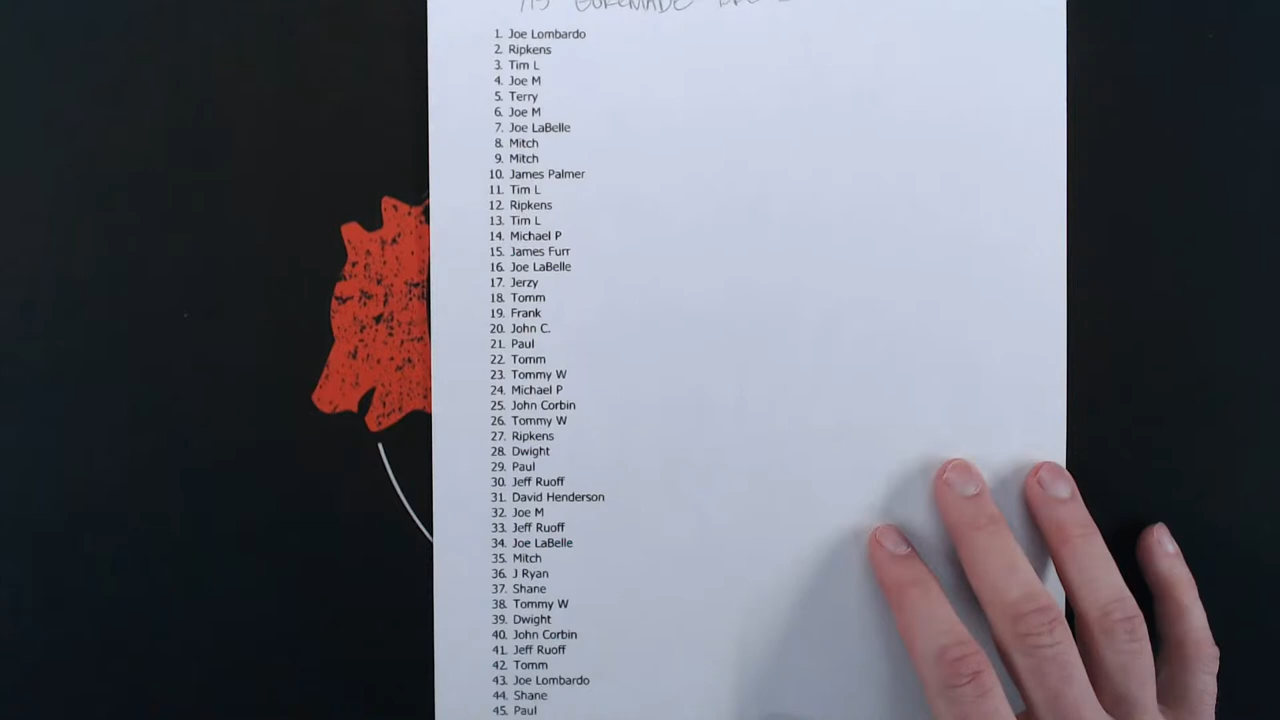 1. Joe Lombardo
2. Ripkens
3. Tim L
4. Joe M
5. Terry
6. Joe M
7. Joe LaBelle
8. Mitch
9. Mitch
10. James Palmer
11. Tim L
12. Ripkens
13. Tim L
14. Michael P
15. James Furr
16. Joe LaBelle
17. Jerzy
18. Tomm
19. Frank
20. John C.
21. Paul
22. Tomm
23. Tommy W
24. Michael P
25. John Corbin
26. Tommy W
27. Ripkens
28. Dwight
29. Paul
30. Jeff Ruoff
31. David Henderson
32. Joe M
33. Jeff Ruoff
34. Joe LaBelle
35. Mitch
36. J Ryan
37. Shane
38. Tommy W
39. Dwight
40. John Corbin
41. Jeff Ruoff
42. Tomm
43. Joe Lombardo
44. Shane
45. Paul